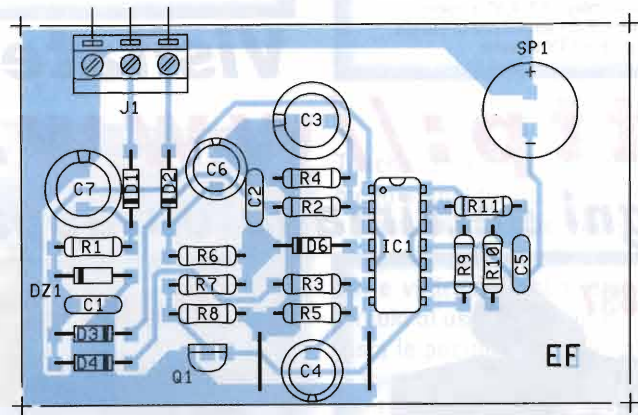 SP1
J1
C3
C7
D1
D2
C6
C2
R4
R2
IC1
R11
R1
D6
R6
R9
R10
C5
DZ1
R7
R3
C1
R8
R5
D3
D4
Q1
C4
EF
+
-